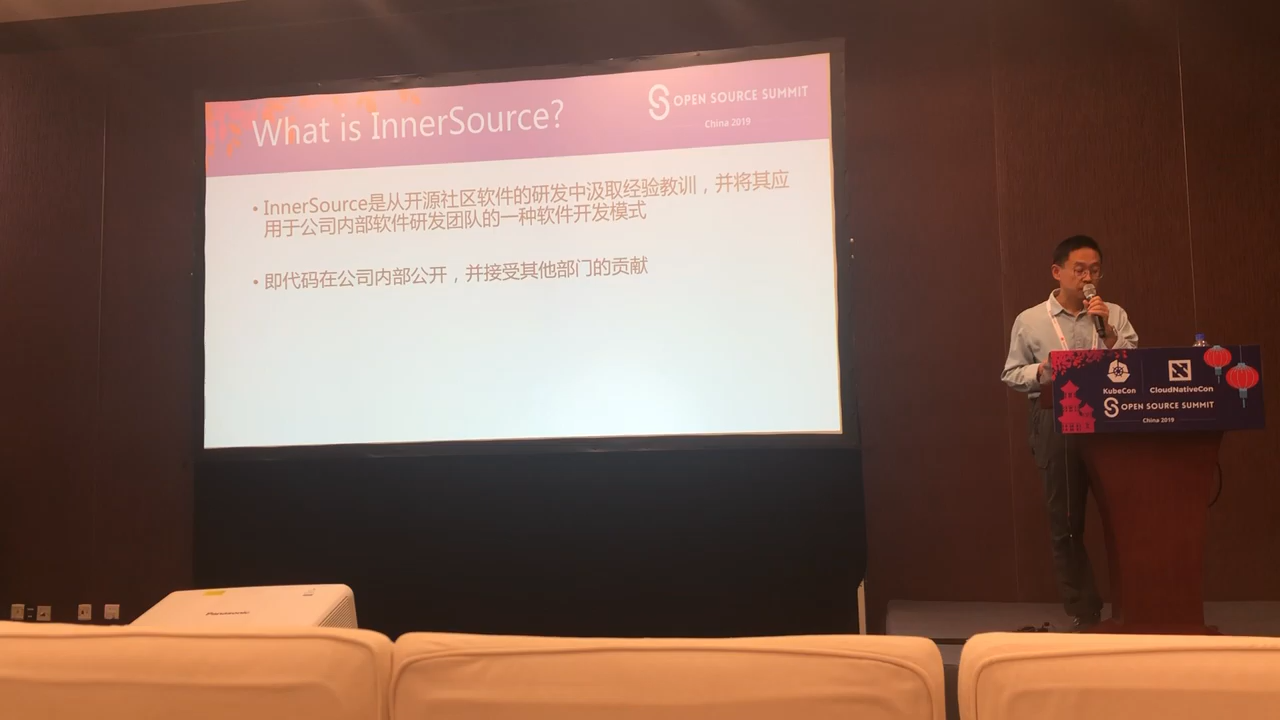 What is InnerSource?
OPEN SOURCE SUMMIT
China 2019
• InnerSource是从开源社区软件的研发中汲取经验教训，并将其应
用于公司内部软件研发团队的一种软件开发模式
• 即代码在公司内部公开，并接受其他部门的贡献
KubeCon
CloudNativeCon
OPEN SOURCE SUMMIT
China 2019
Panasonic